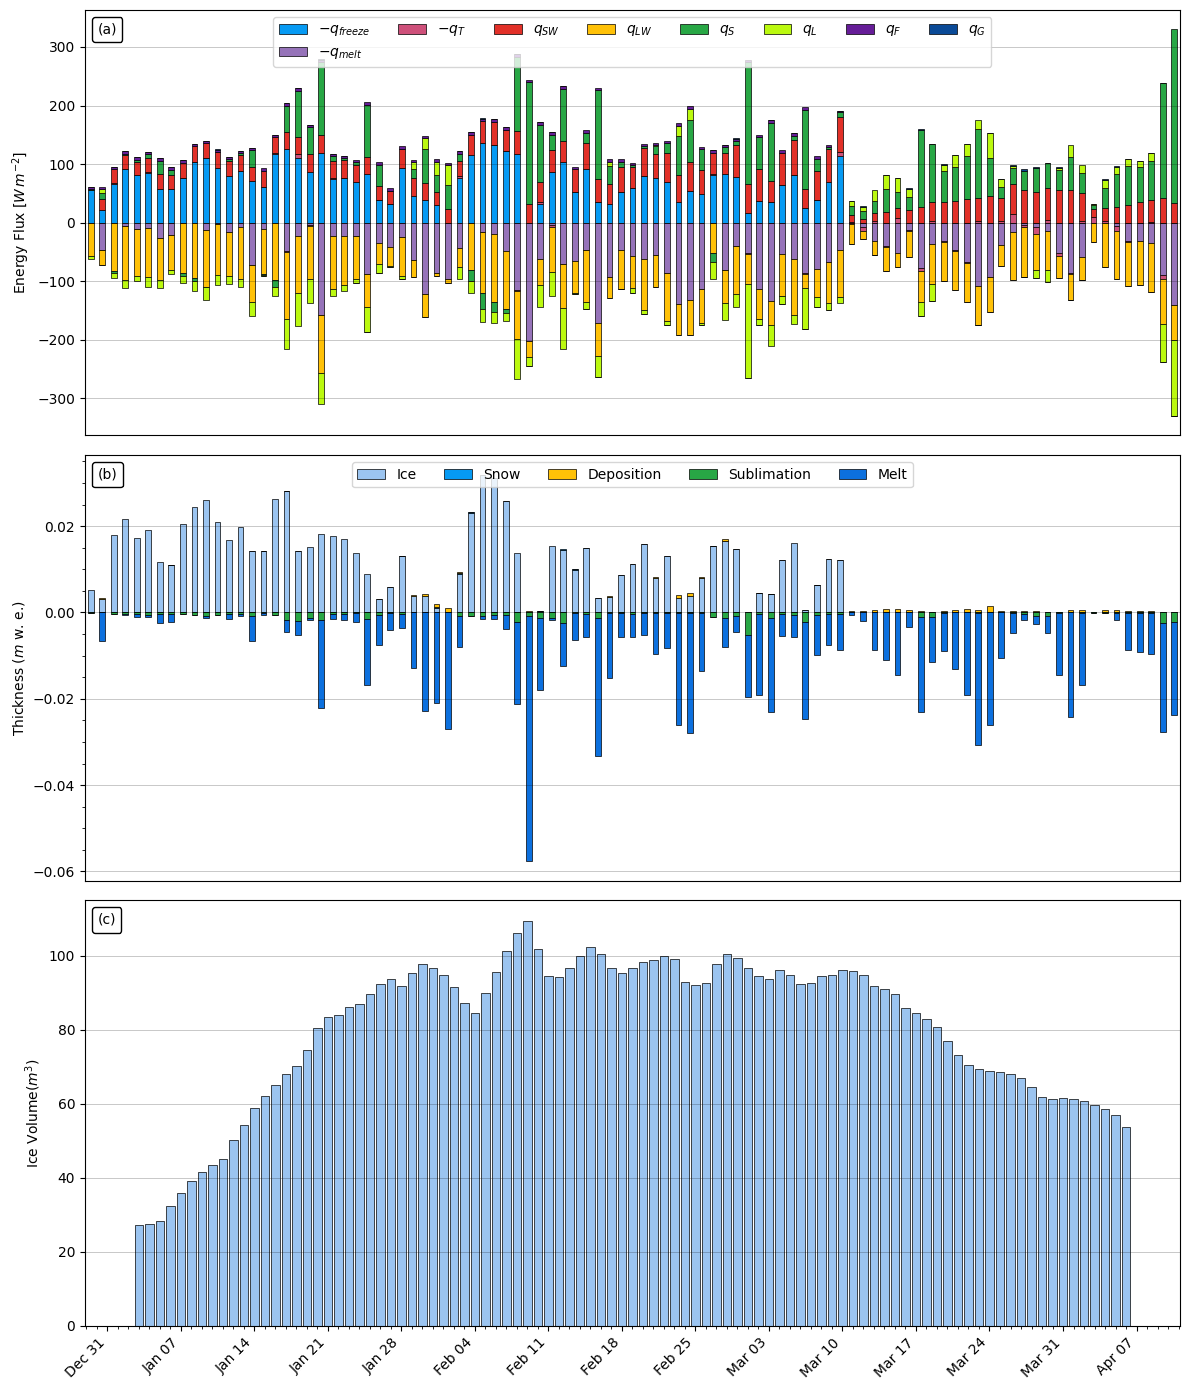 (a)
−q_freeze −q_T q_SW q_LW q_S q_L q_F q_G
−q_melt
300
200
100
0
−100
−200
−300
Energy Flux [W m⁻²]
(b)
Ice Snow Deposition Sublimation Melt
0.02
0.00
−0.02
−0.04
−0.06
Thickness (m w. e.)
(c)
100
80
60
40
20
0
Ice Volume(m³)
Dec 31 Jan 07 Jan 14 Jan 21 Jan 28 Feb 04 Feb 11 Feb 18 Feb 25 Mar 03 Mar 10 Mar 17 Mar 24 Mar 31 Apr 07